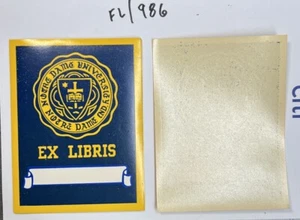 FL/986
NOTRE DAME UNIVERSITY
NOTRE DAME IND
EX LIBRIS